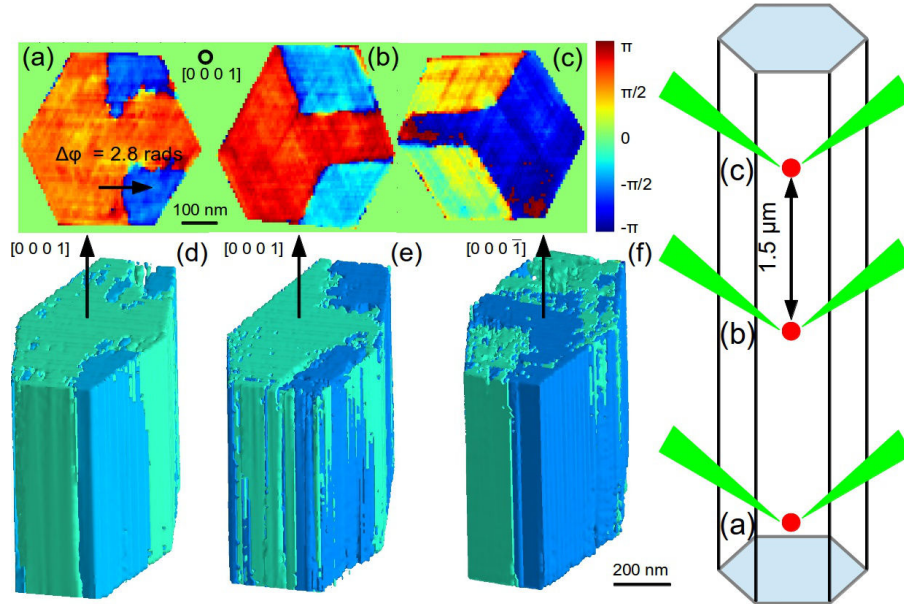 (a)
[0 0 0 1]
(b)
(c)
π
π/2
0
-π/2
-π
Δφ = 2.8 rads
100 nm
[0 0 0 1]
(d)
[0 0 0 1]
(e)
[0 0 0 1̄]
(f)
200 nm
(c)
1.5 µm
(b)
(a)